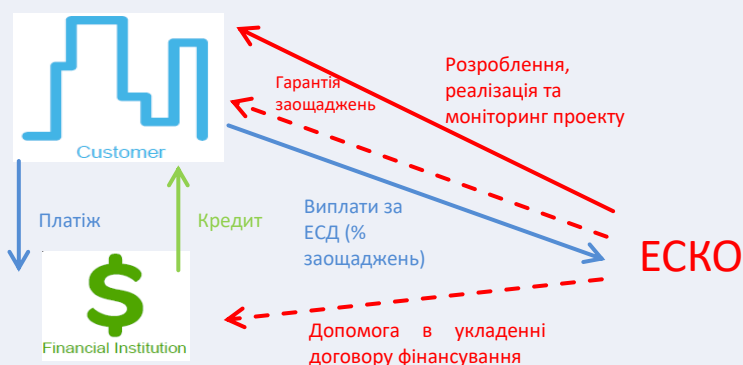 Гарантія
заощаджень
Розроблення,
реалізація та
моніторинг проекту
Customer
Платіж
Кредит
Виплати за
ЕСД (%
заощаджень)
ЕСКО
$
Financial Institution
Допомога в укладенні
договору фінансування